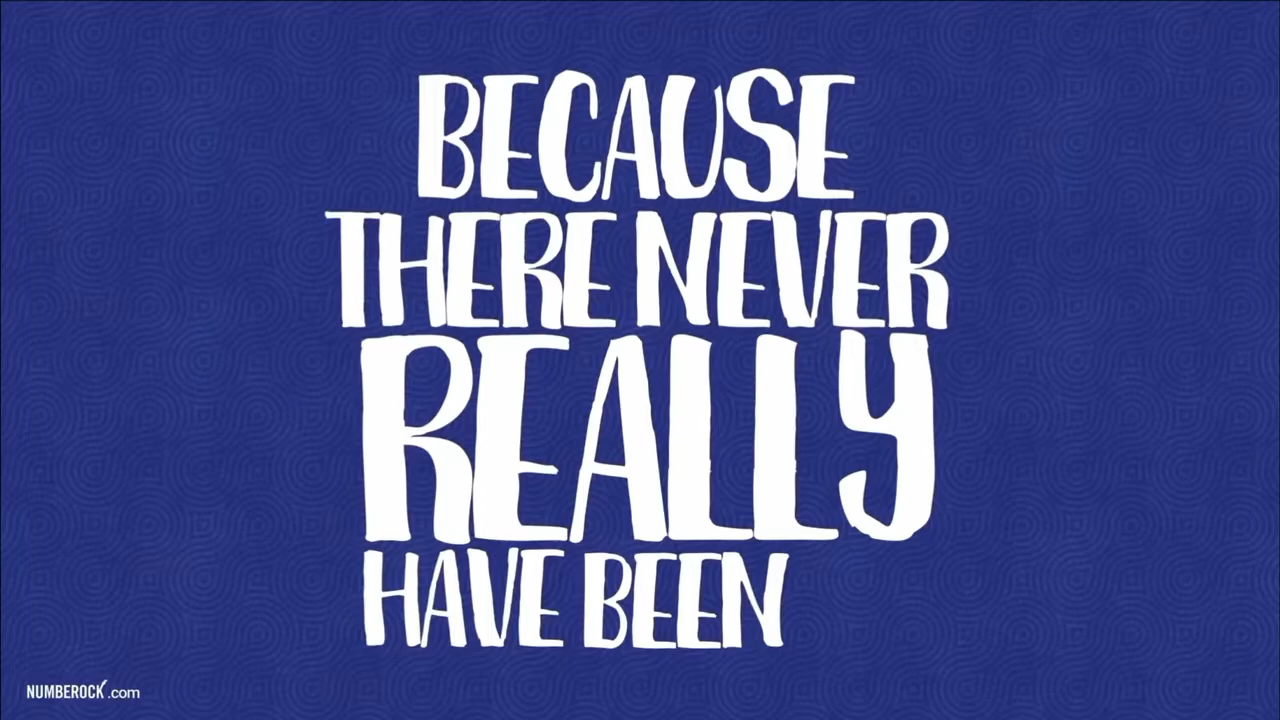 BECAUSE
THERE NEVER
REALLY
HAVE BEEN
NUMBEROCK.com